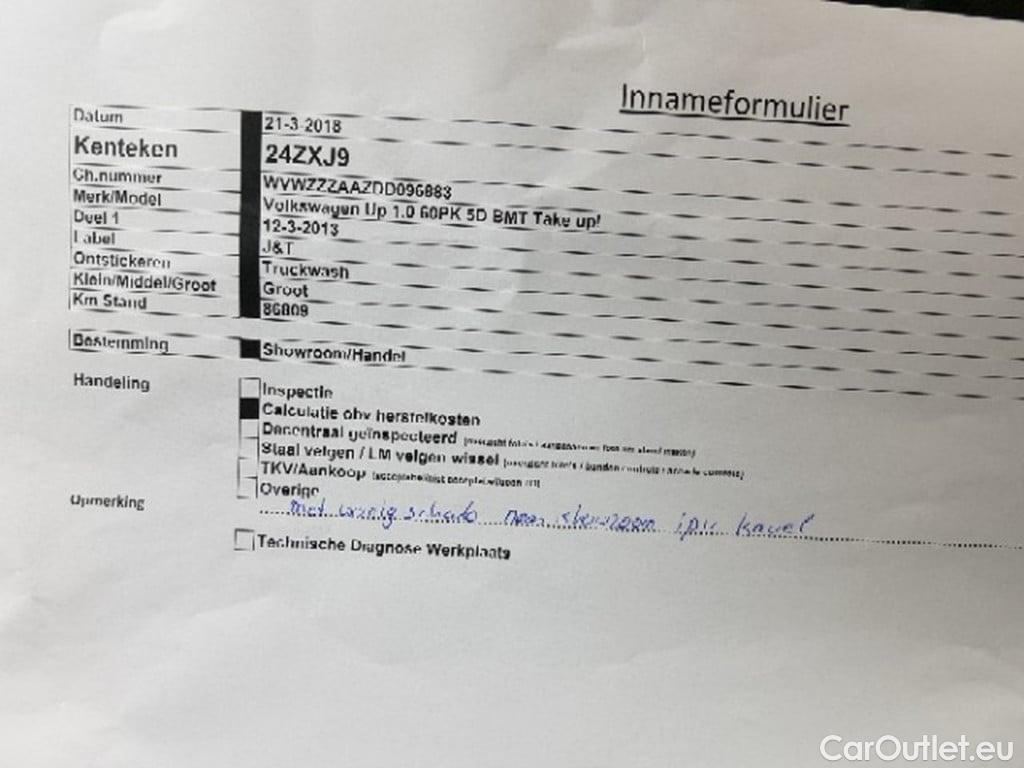 Innameformulier
Datum 21-3-2018
Kenteken 24ZXJ9
Ch.nummer WVWZZZAAZDD096883
Merk/Model Volkswagen Up 1.0 60PK 5D BMT Take up!
Duel 1 12-3-2013
Label J&T
Ontstickeren Truckwash
Klein/Middel/Groot Groot
Km Stand 86809
Bestemming Showroom/Handel
Handeling Inspectie
Calculatie obv herstelkosten
Decentraal geïnspecteerd
Staal velgen / LM velgen wissel
TKV/Aankoop
Overige
Opmerking met weinig schade naar showroom ipv kavel
Technische Diagnose Werkplaats
CarOutlet.eu